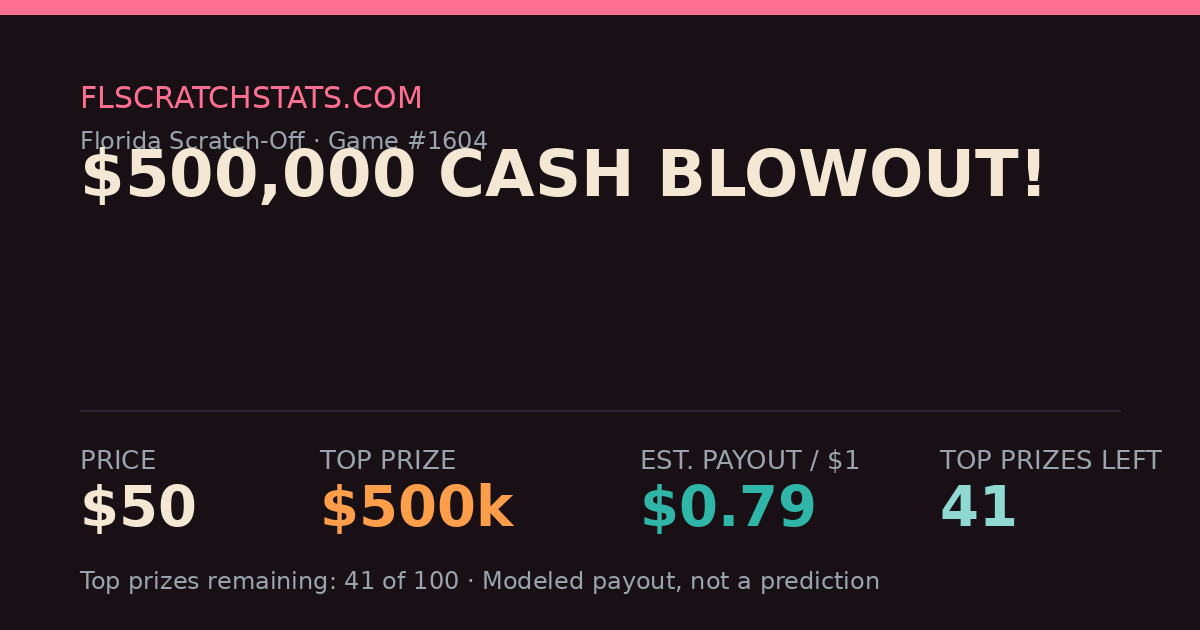 FLSCRATCHSTATS.COM
Florida Scratch-Off · Game #1604
$500,000 CASH BLOWOUT!
PRICE
$50
TOP PRIZE
$500k
EST. PAYOUT / $1
$0.79
TOP PRIZES LEFT
41
Top prizes remaining: 41 of 100 · Modeled payout, not a prediction